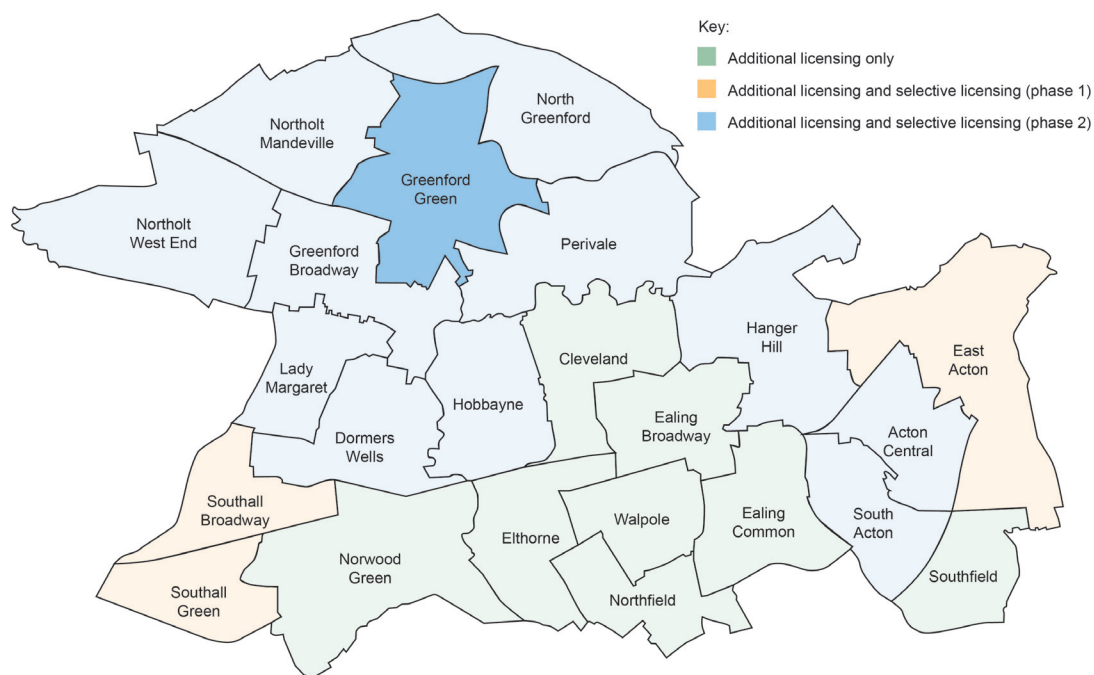 Key:
Additional licensing only
Additional licensing and selective licensing (phase 1)
Additional licensing and selective licensing (phase 2)
North
Greenford
Northolt
Mandeville
Greenford
Green
Northolt
West End
Greenford
Broadway
Perivale
Hanger
Hill
East
Acton
Cleveland
Lady
Margaret
Hobbayne
Ealing
Broadway
Acton
Central
Dormers
Wells
Southall
Broadway
Walpole
Ealing
Common
South
Acton
Elthorne
Norwood
Green
Southfield
Southall
Green
Northfield